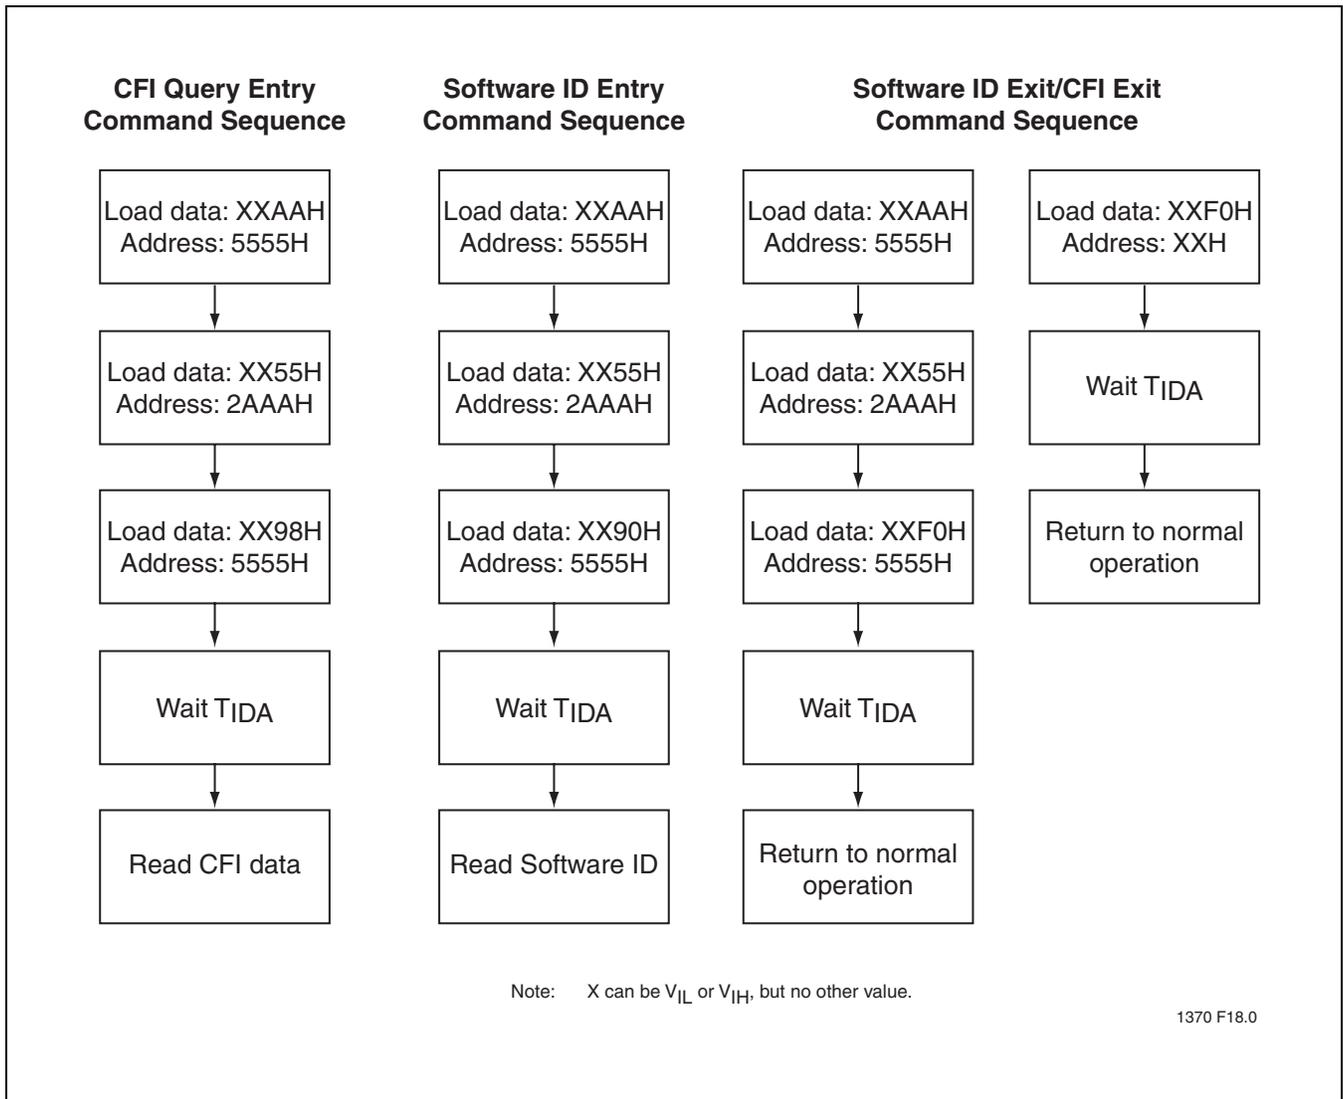 CFI Query Entry
Command Sequence
Load data: XXAAH
Address: 5555H
Load data: XX55H
Address: 2AAAH
Load data: XX98H
Address: 5555H
Wait TIDA
Read CFI data
Software ID Entry
Command Sequence
Load data: XXAAH
Address: 5555H
Load data: XX55H
Address: 2AAAH
Load data: XX90H
Address: 5555H
Wait TIDA
Read Software ID
Software ID Exit/CFI Exit
Command Sequence
Load data: XXAAH
Address: 5555H
Load data: XX55H
Address: 2AAAH
Load data: XXF0H
Address: 5555H
Wait TIDA
Return to normal
operation
Load data: XXF0H
Address: XXH
Wait TIDA
Return to normal
operation
Note: X can be VIL or VIH, but no other value.
1370 F18.0